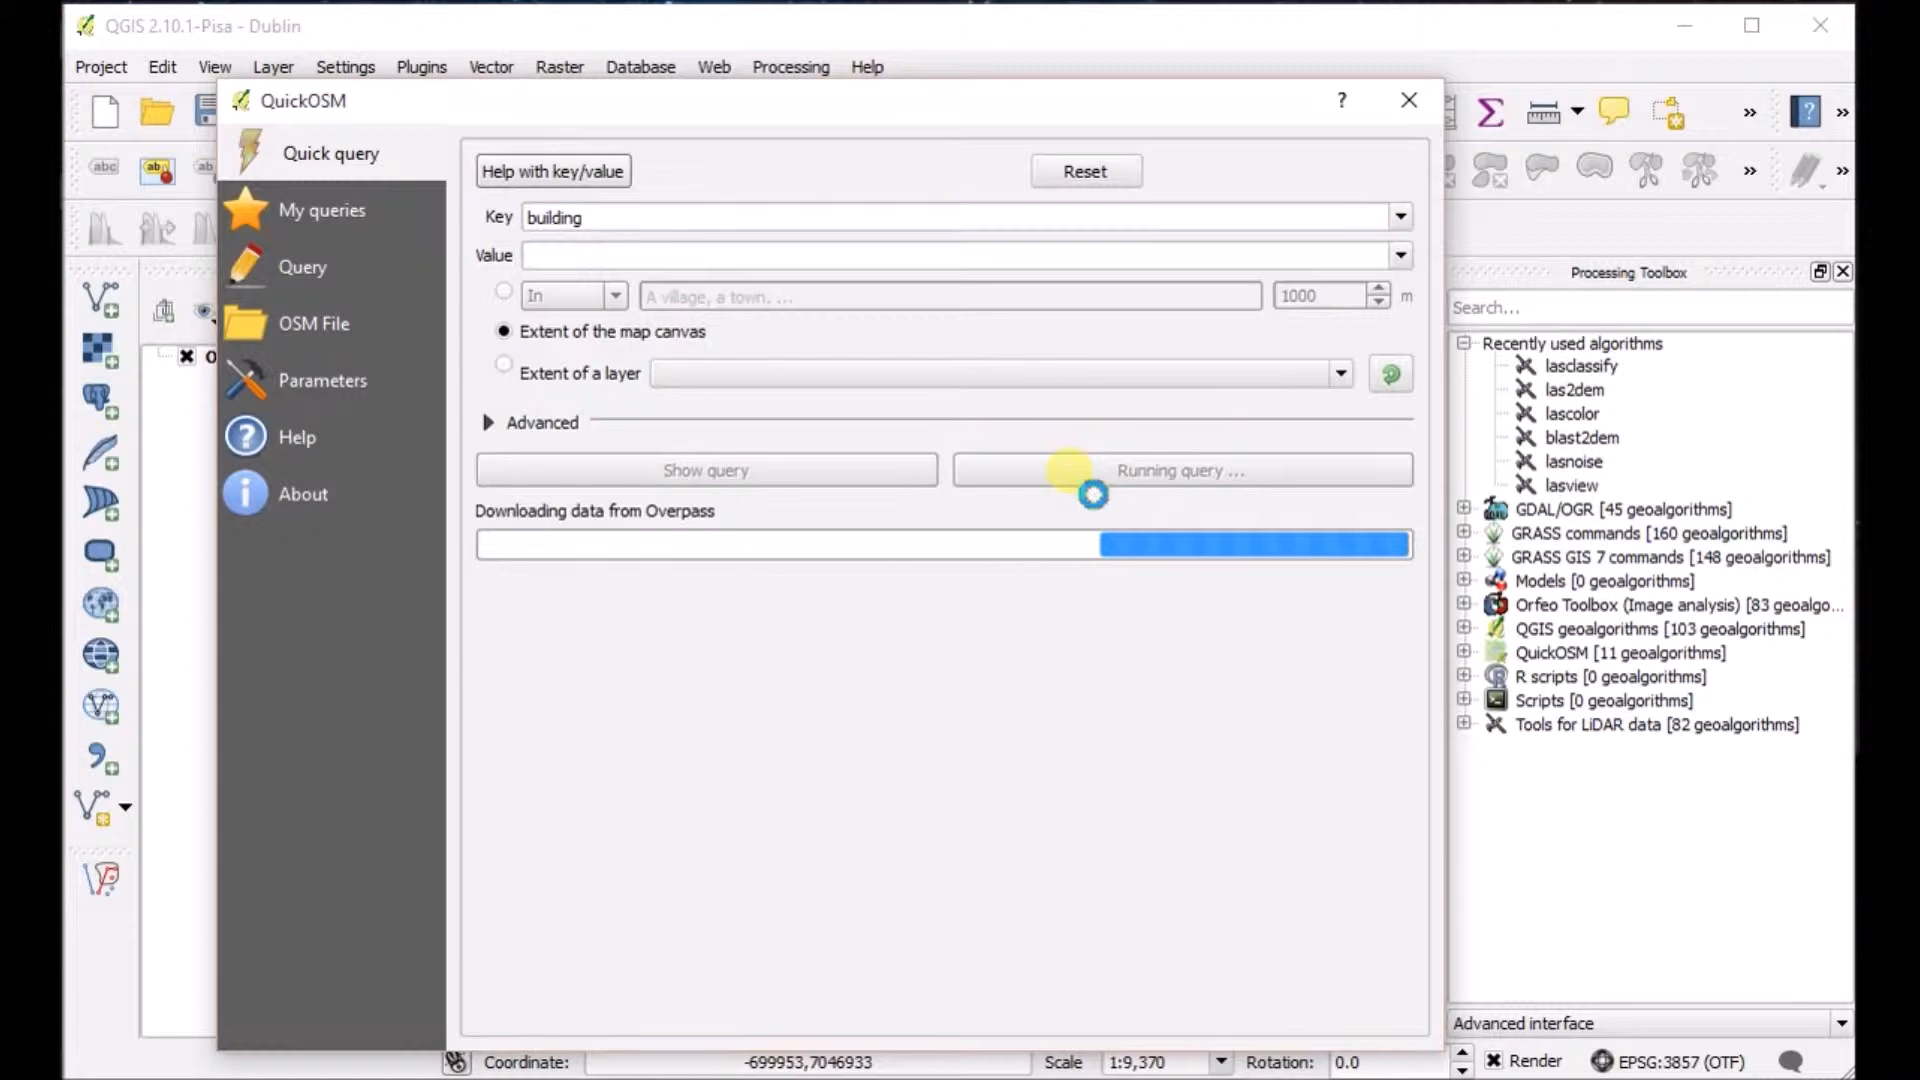 QGIS 2.10.1-Pisa - Dublin
Project Edit View Layer Settings Plugins Vector Raster Database Web Processing Help
QuickOSM
?
Quick query
My queries
Query
OSM File
Parameters
Help
About
Help with key/value
Reset
Key building
Value
In A village, a town. ... 1000 m
Extent of the map canvas
Extent of a layer
Advanced
Show query
Running query ...
Downloading data from Overpass
abc
Processing Toolbox
Search...
Recently used algorithms
lasclassify
las2dem
lascolor
blast2dem
lasnoise
lasview
GDAL/OGR [45 geoalgorithms]
GRASS commands [160 geoalgorithms]
GRASS GIS 7 commands [148 geoalgorithms]
Models [0 geoalgorithms]
Orfeo Toolbox (Image analysis) [83 geoalgo...
QGIS geoalgorithms [103 geoalgorithms]
QuickOSM [11 geoalgorithms]
R scripts [0 geoalgorithms]
Scripts [0 geoalgorithms]
Tools for LiDAR data [82 geoalgorithms]
Advanced interface
Coordinate: -699953,7046933 Scale 1:9,370 Rotation: 0.0 Render EPSG:3857 (OTF)